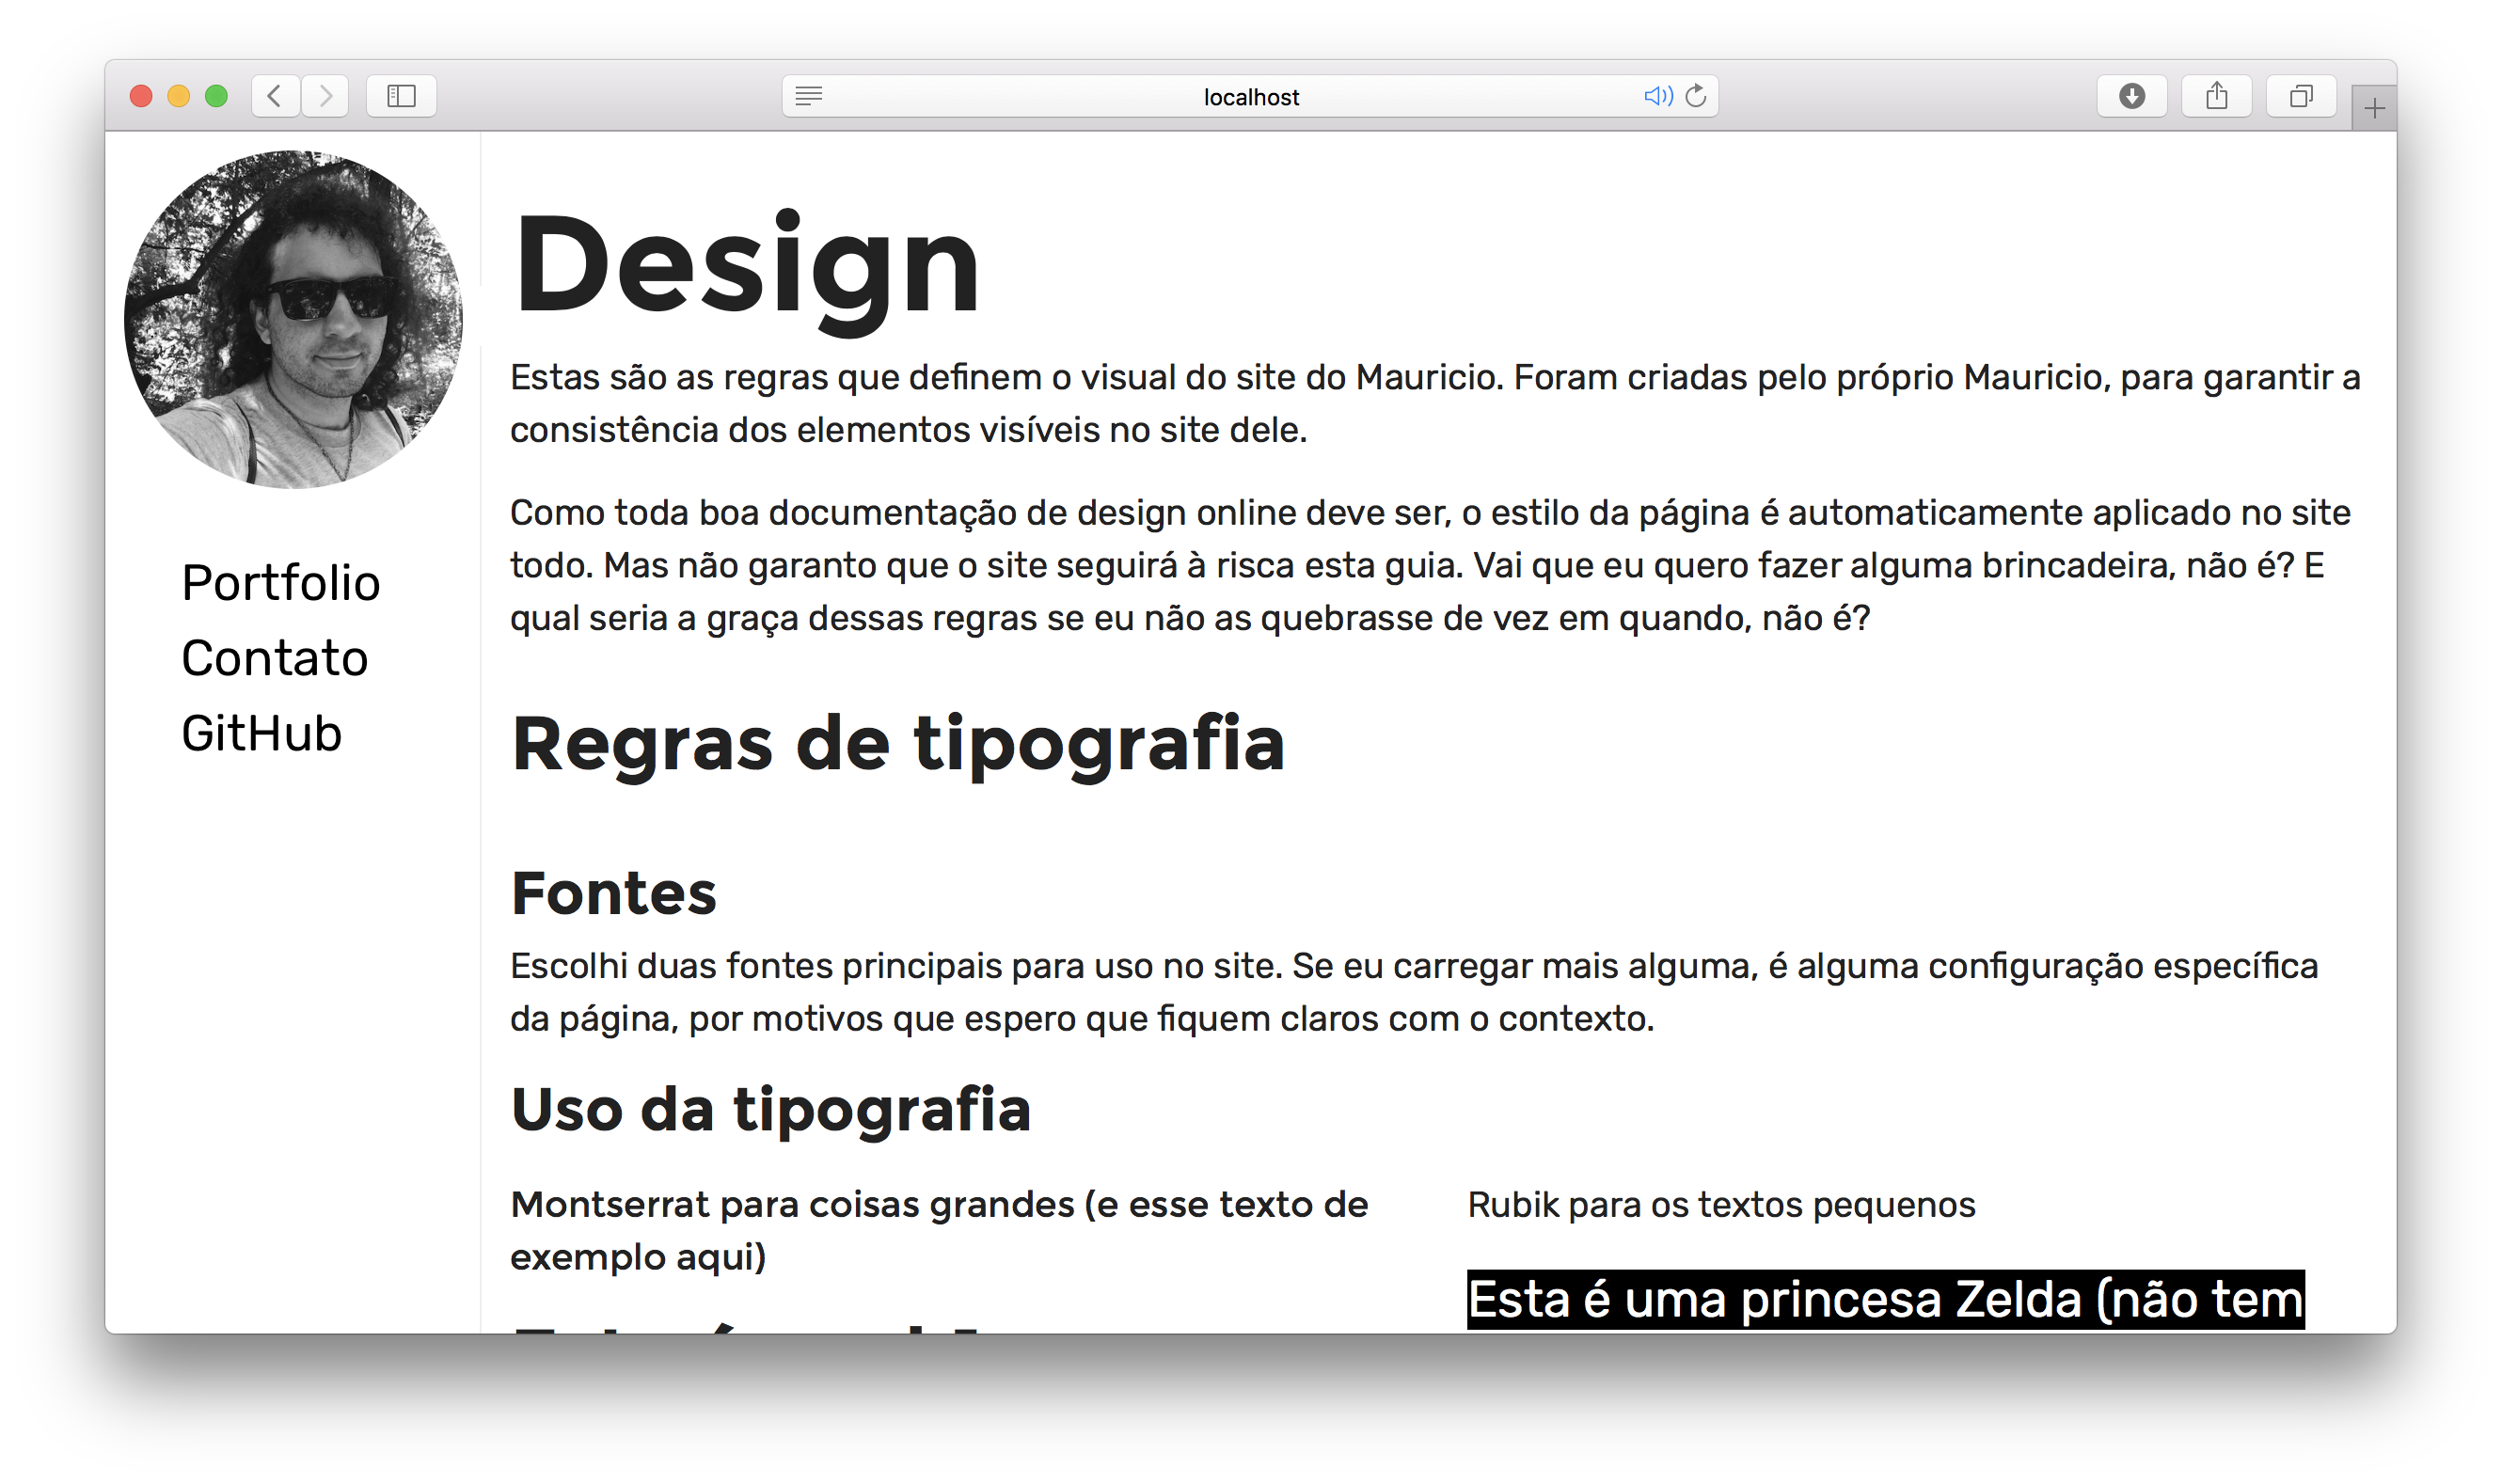 localhost
Portfolio
Contato
GitHub
Design
Estas são as regras que definem o visual do site do Mauricio. Foram criadas pelo próprio Mauricio, para garantir a
consistência dos elementos visíveis no site dele.
Como toda boa documentação de design online deve ser, o estilo da página é automaticamente aplicado no site
todo. Mas não garanto que o site seguirá à risca esta guia. Vai que eu quero fazer alguma brincadeira, não é? E
qual seria a graça dessas regras se eu não as quebrasse de vez em quando, não é?
Regras de tipografia
Fontes
Escolhi duas fontes principais para uso no site. Se eu carregar mais alguma, é alguma configuração específica
da página, por motivos que espero que fiquem claros com o contexto.
Uso da tipografia
Montserrat para coisas grandes (e esse texto de
exemplo aqui)
Rubik para os textos pequenos
Esta é uma princesa Zelda (não tem